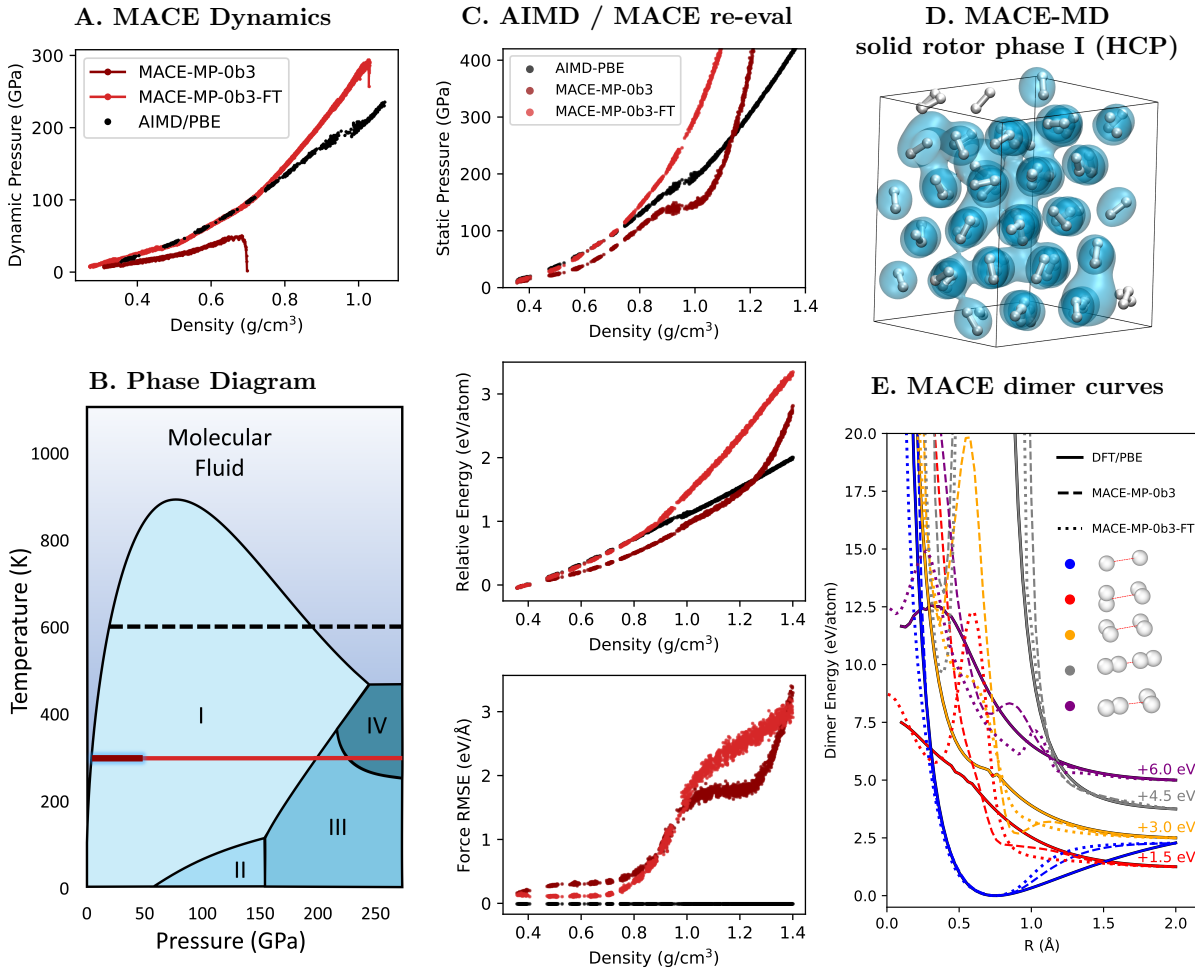 A. MACE Dynamics
Dynamic Pressure (GPa)
300
200
100
0
MACE-MP-0b3
MACE-MP-0b3-FT
AIMD/PBE
0.4 0.6 0.8 1.0
Density (g/cm³)
B. Phase Diagram
Temperature (K)
1000
800
600
400
200
0
Molecular
Fluid
I
II
III
IV
0 50 100 150 200 250
Pressure (GPa)
C. AIMD / MACE re-eval
Static Pressure (GPa)
400
300
200
100
0
AIMD-PBE
MACE-MP-0b3
MACE-MP-0b3-FT
0.4 0.6 0.8 1.0 1.2 1.4
Density (g/cm³)
Relative Energy (eV/atom)
3
2
1
0
0.4 0.6 0.8 1.0 1.2 1.4
Force RMSE (eV/Å)
3
2
1
0
0.4 0.6 0.8 1.0 1.2 1.4
Density (g/cm³)
D. MACE-MD
solid rotor phase I (HCP)
E. MACE dimer curves
Dimer Energy (eV/atom)
20.0
17.5
15.0
12.5
10.0
7.5
5.0
2.5
0.0
DFT/PBE
MACE-MP-0b3
MACE-MP-0b3-FT
+6.0 eV
+4.5 eV
+3.0 eV
+1.5 eV
0.0 0.5 1.0 1.5 2.0
R (Å)